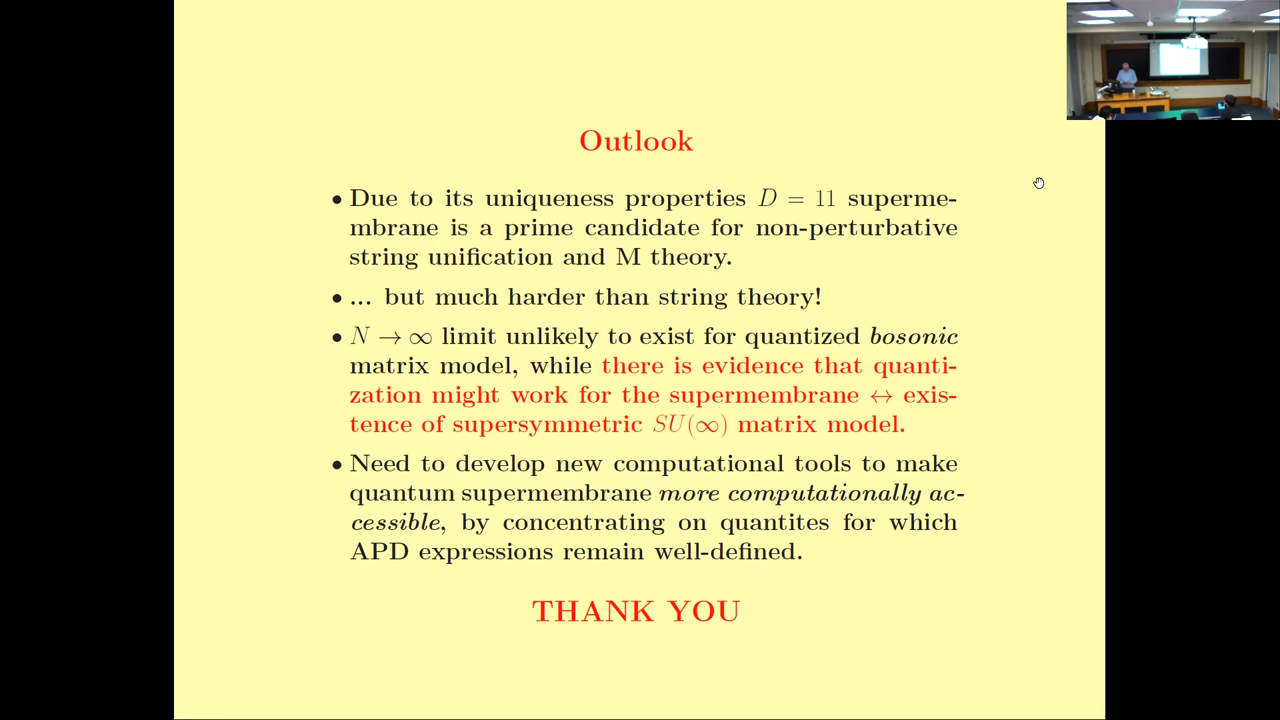 Outlook
• Due to its uniqueness properties D = 11 superme-
mbrane is a prime candidate for non-perturbative
string unification and M theory.
• ... but much harder than string theory!
• N → ∞ limit unlikely to exist for quantized bosonic
matrix model, while there is evidence that quanti-
zation might work for the supermembrane ↔ exis-
tence of supersymmetric SU(∞) matrix model.
• Need to develop new computational tools to make
quantum supermembrane more computationally ac-
cessible, by concentrating on quantites for which
APD expressions remain well-defined.
THANK YOU